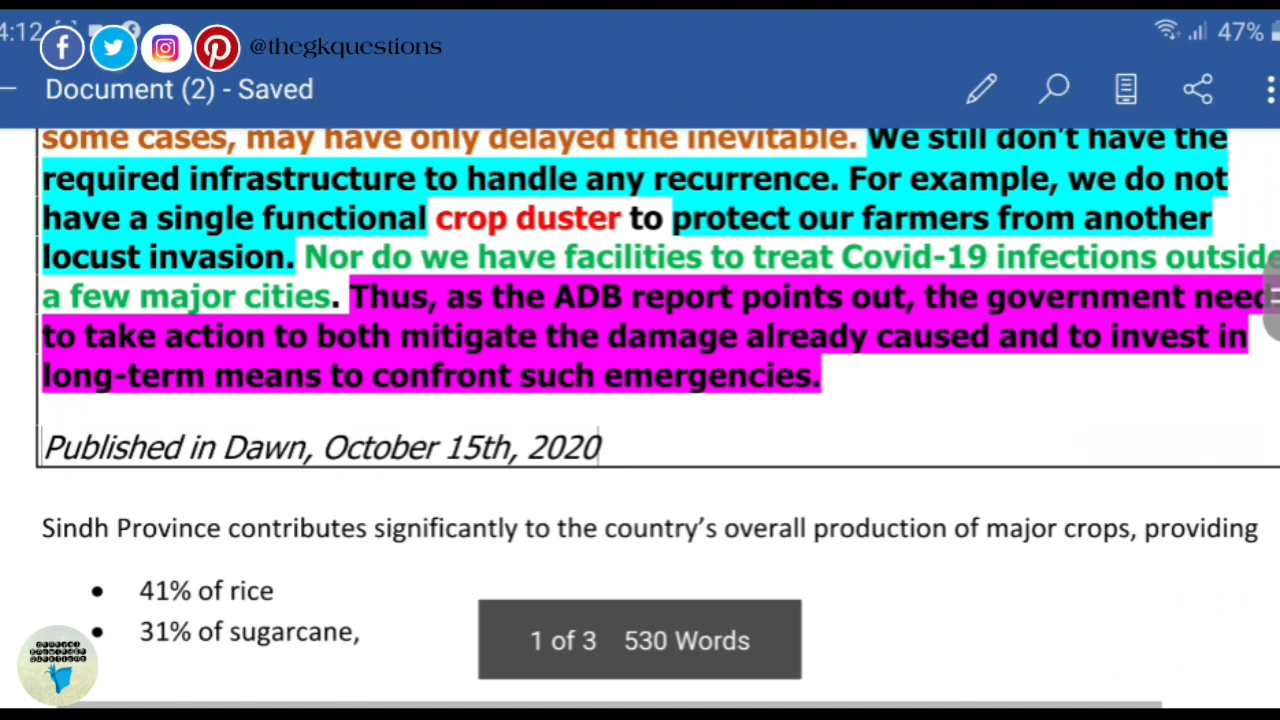 4:12
47%
@thegkquestions
Document (2) - Saved
some cases, may have only delayed the inevitable. We still don't have the
required infrastructure to handle any recurrence. For example, we do not
have a single functional crop duster to protect our farmers from another
locust invasion. Nor do we have facilities to treat Covid-19 infections outside
a few major cities. Thus, as the ADB report points out, the government need
to take action to both mitigate the damage already caused and to invest in
long-term means to confront such emergencies.
Published in Dawn, October 15th, 2020
Sindh Province contributes significantly to the country's overall production of major crops, providing
• 41% of rice
• 31% of sugarcane,
1 of 3 530 Words